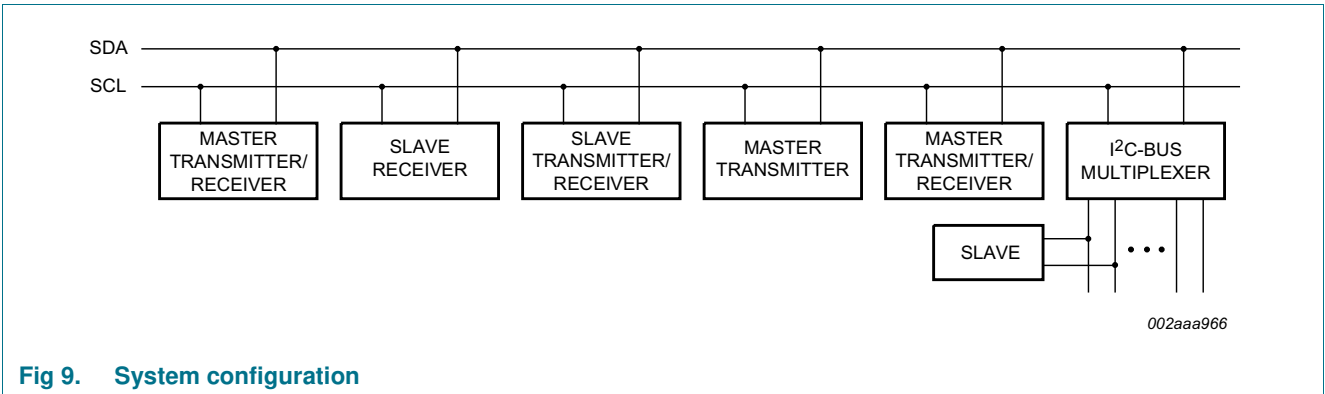 SDA
SCL
MASTER
TRANSMITTER/
RECEIVER
SLAVE
RECEIVER
SLAVE
TRANSMITTER/
RECEIVER
MASTER
TRANSMITTER
MASTER
TRANSMITTER/
RECEIVER
I²C-BUS
MULTIPLEXER
SLAVE
002aaa966
Fig 9. System configuration